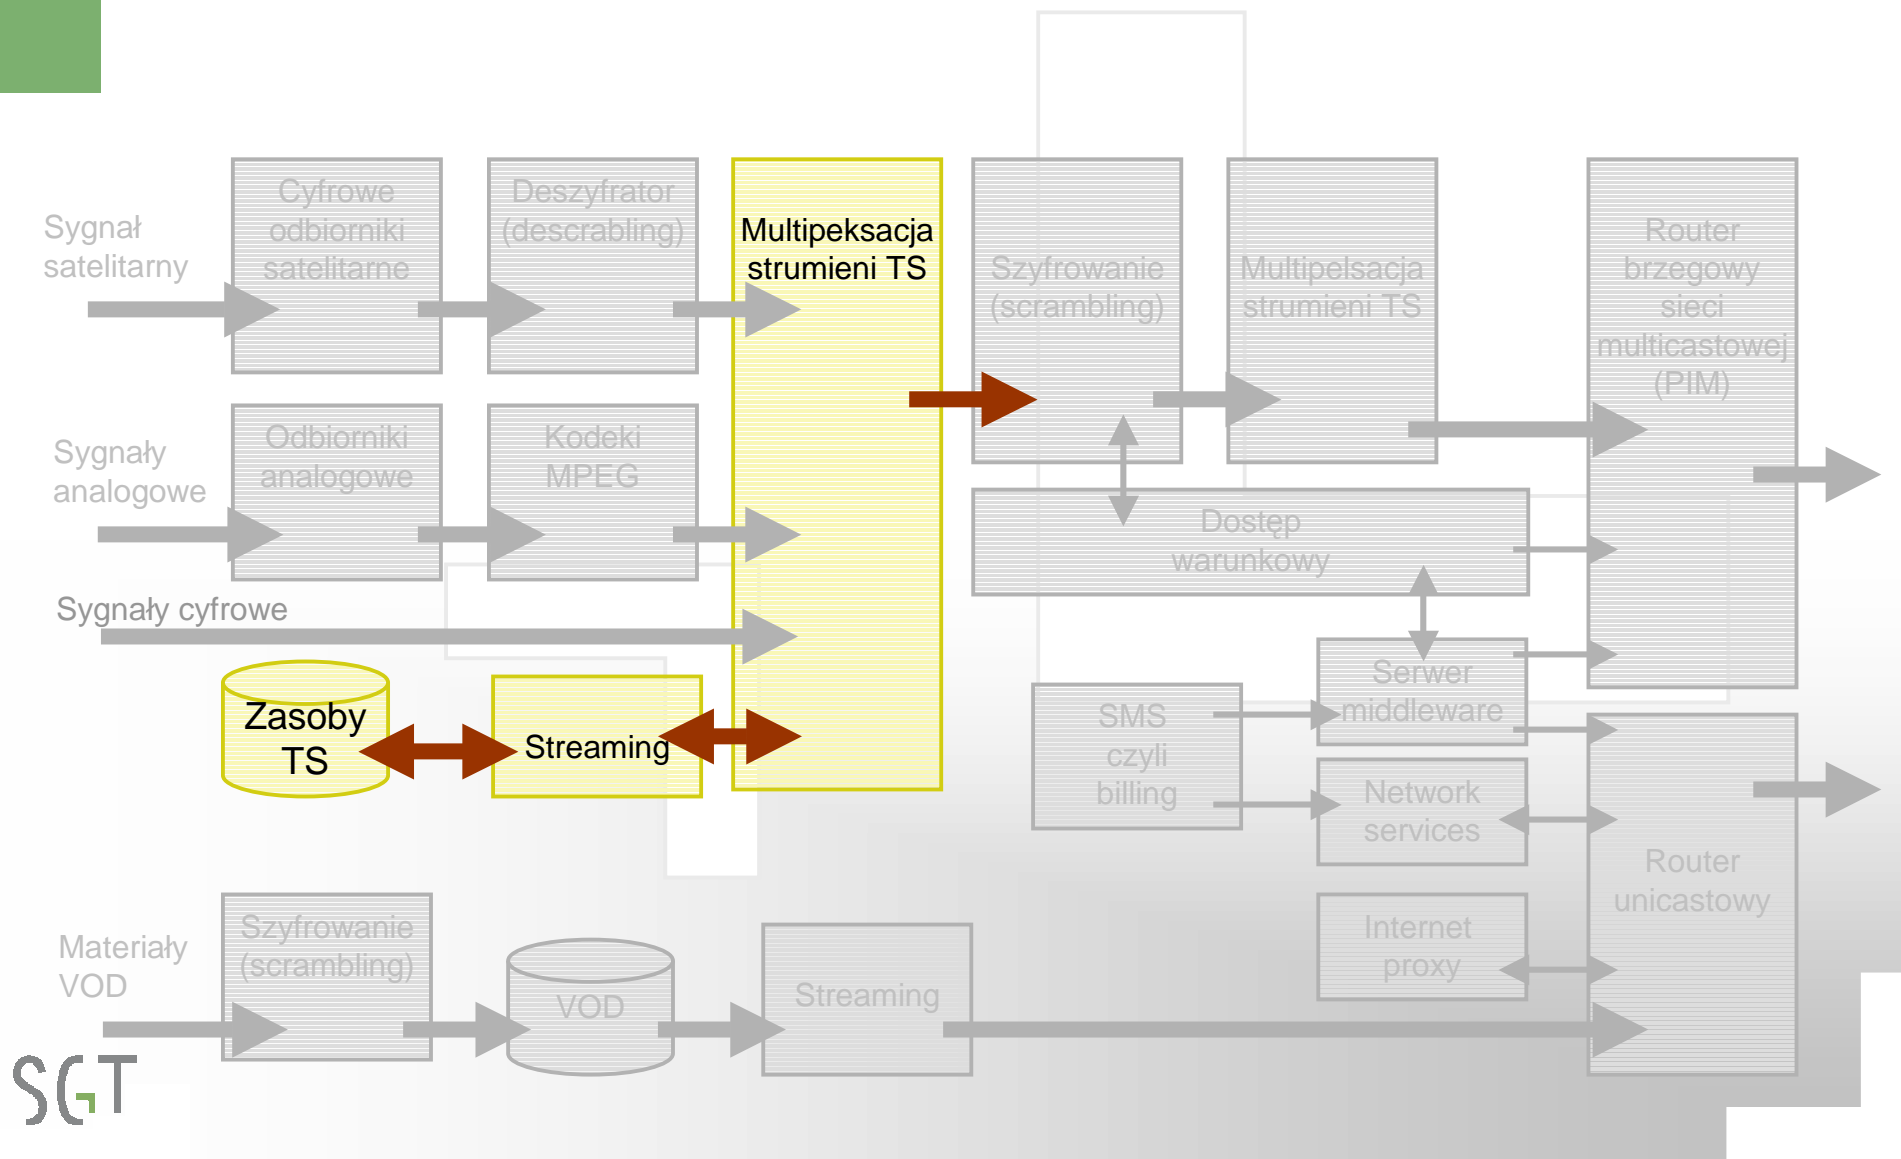 Sygnał
satelitarny
Cyfrowe
odbiorniki
satelitarne
Deszyfrator
(descrabling)
Multipeksacja
strumieni TS
Szyfrowanie
(scrambling)
Multipelsacja
strumieni TS
Router
brzegowy
sieci
multicastowej
(PIM)
Sygnały
analogowe
Odbiorniki
analogowe
Kodeki
MPEG
Dostęp
warunkowy
Sygnały cyfrowe
Zasoby
TS
Streaming
SMS
czyli
billing
Serwer
middleware
Network
services
Internet
proxy
Router
unicastowy
Materiały
VOD
Szyfrowanie
(scrambling)
VOD
Streaming
SGT